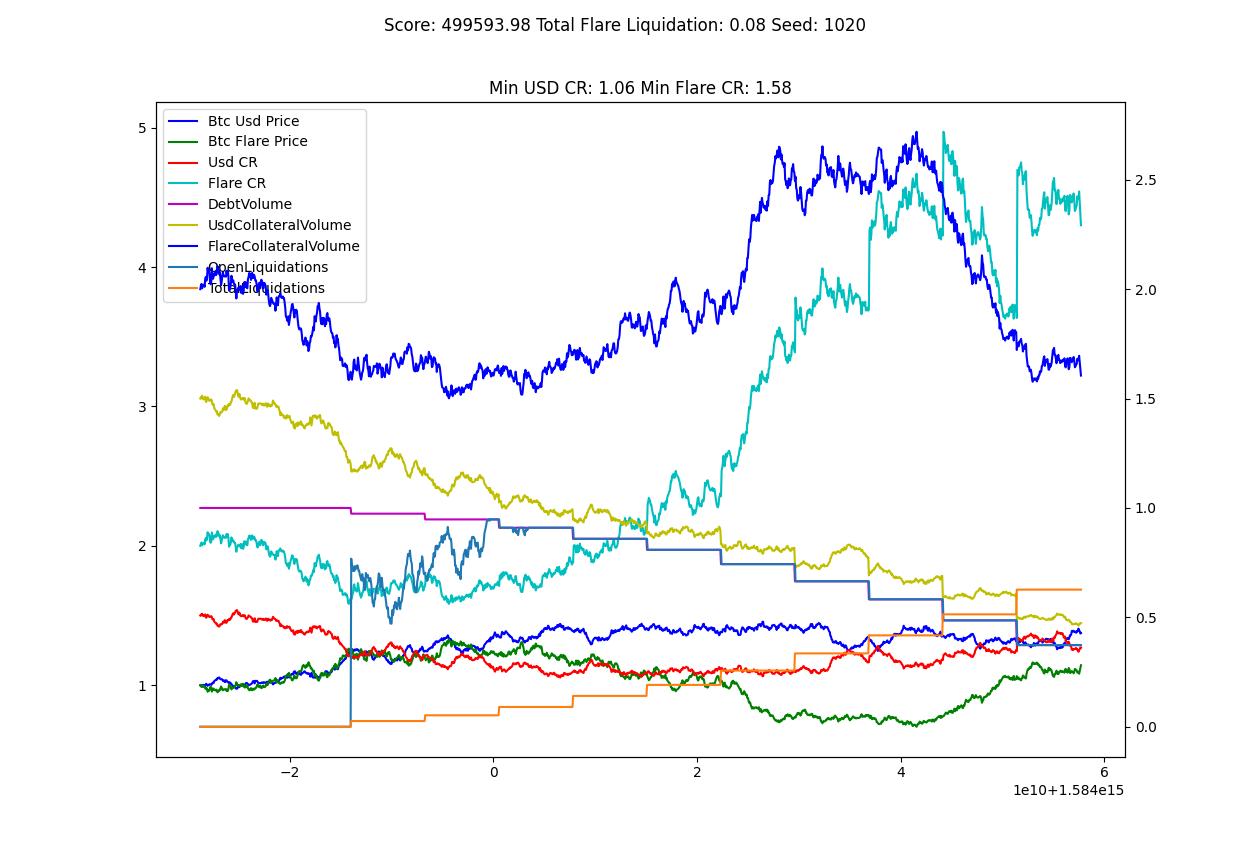 Score: 499593.98 Total Flare Liquidation: 0.08 Seed: 1020
Min USD CR: 1.06 Min Flare CR: 1.58
Btc Usd Price
Btc Flare Price
Usd CR
Flare CR
DebtVolume
UsdCollateralVolume
FlareCollateralVolume
OpenLiquidations
TotalLiquidations
5
4
3
2
1
2.5
2.0
1.5
1.0
0.5
0.0
−2 0 2 4 6
1e10+1.584e15